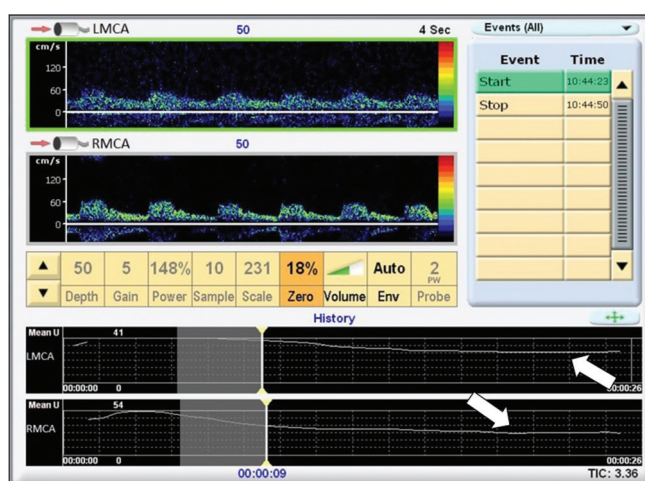 LMCA 50 4 Sec
cm/s
120
60
0
RMCA 50
cm/s
120
60
0
50 5 148% 10 231 18% Auto 2 PW
Depth Gain Power Sample Scale Zero Volume Env Probe
Events (All)
Event Time
Start 10:44:23
Stop 10:44:50
History
Mean U 41
LMCA
00:00:00 0 00:00:26
Mean U 54
RMCA
00:00:00 0 00:00:26
00:00:09 TIC: 3.36